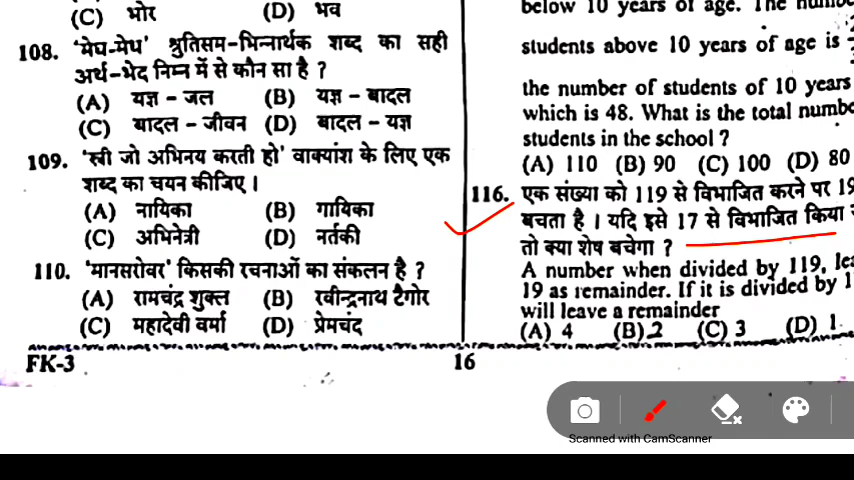 (C) भोर (D) भव
108. 'मेघ-मेध' श्रुतिसम-भिन्नार्थक शब्द का सही
अर्थ-भेद निम्न में से कौन सा है ?
(A) यज्ञ - जल (B) यज्ञ - बादल
(C) बादल - जीवन (D) बादल - यज्ञ
109. 'स्त्री जो अभिनय करती हो' वाक्यांश के लिए एक
शब्द का चयन कीजिए ।
(A) नायिका (B) गायिका
(C) अभिनेत्री (D) नर्तकी
110. 'मानसरोवर' किसकी रचनाओं का संकलन है ?
(A) रामचंद्र शुक्ल (B) रवीन्द्रनाथ टैगोर
(C) महादेवी वर्मा (D) प्रेमचंद
FK-3
16
below 10 years of age. The
students above 10 years of age is
the number of students of 10 years
which is 48. What is the total
students in the school ?
(A) 110 (B) 90 (C) 100 (D) 80
116. एक संख्या को 119 से विभाजित करने पर 19
बचता है । यदि इसे 17 से विभाजित किया
तो क्या शेष बचेगा ?
A number when divided by 119,
19 as remainder. If it is divided by
will leave a remainder
(A) 4 (B) 2 (C) 3 (D) 1
Scanned with CamScanner